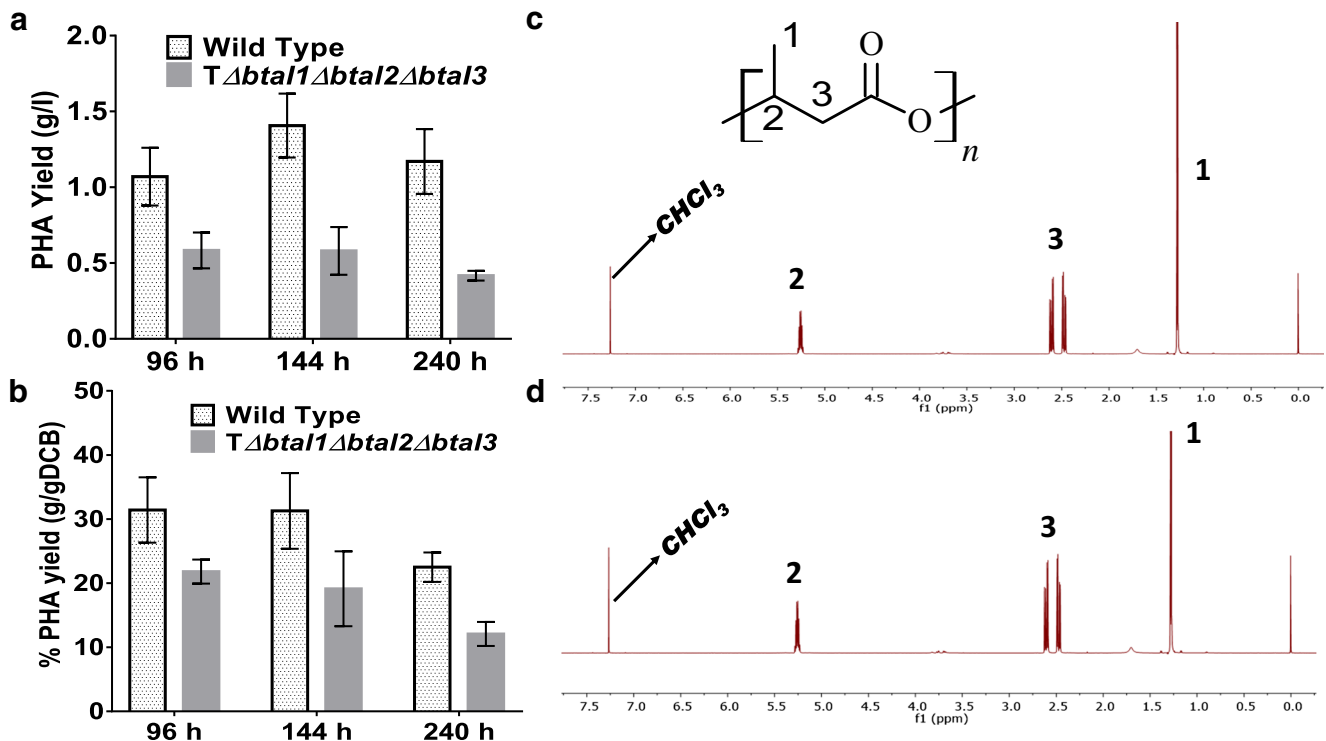 a
2.0
Wild Type
TΔbtal1Δbtal2Δbtal3
1.5
1.0
0.5
0.0
PHA Yield (g/l)
96 h 144 h 240 h
b
50
Wild Type
TΔbtal1Δbtal2Δbtal3
40
30
20
10
0
% PHA yield (g/gDCB)
96 h 144 h 240 h
c
1
O
3
2
O
n
CHCl3
2
3
1
7.5 7.0 6.5 6.0 5.5 5.0 4.5 4.0 3.5 3.0 2.5 2.0 1.5 1.0 0.5 0.0
f1 (ppm)
d
CHCl3
2
3
1
7.5 7.0 6.5 6.0 5.5 5.0 4.5 4.0 3.5 3.0 2.5 2.0 1.5 1.0 0.5 0.0
f1 (ppm)